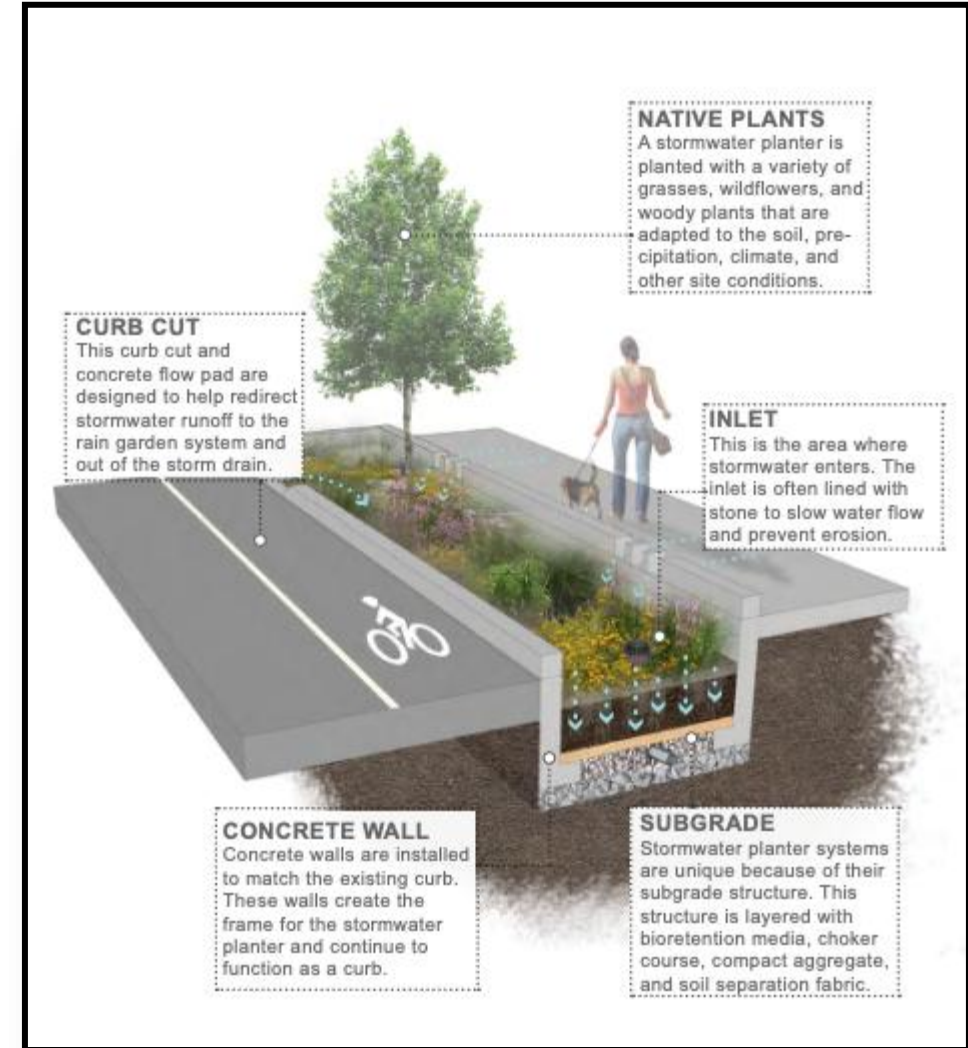 NATIVE PLANTS
A stormwater planter is
planted with a variety of
grasses, wildflowers, and
woody plants that are
adapted to the soil, pre-
cipitation, climate, and
other site conditions.
CURB CUT
This curb cut and
concrete flow pad are
designed to help redirect
stormwater runoff to the
rain garden system and
out of the storm drain.
INLET
This is the area where
stormwater enters. The
inlet is often lined with
stone to slow water flow
and prevent erosion.
CONCRETE WALL
Concrete walls are installed
to match the existing curb.
These walls create the
frame for the stormwater
planter and continue to
function as a curb.
SUBGRADE
Stormwater planter systems
are unique because of their
subgrade structure. This
structure is layered with
bioretention media, choker
course, compact aggregate,
and soil separation fabric.